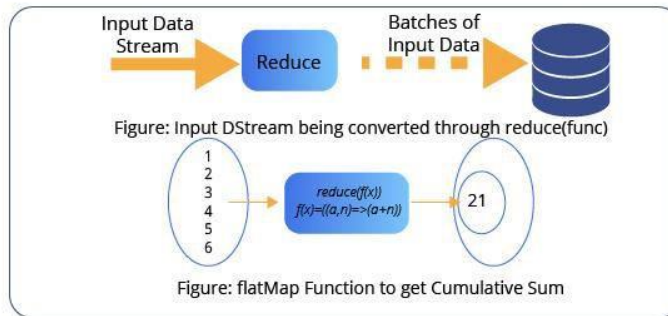 Input Data
Stream
Reduce
Batches of
Input Data
Figure: Input DStream being converted through reduce(func)
1
2
3
4
5
6
reduce(f(x))
f(x)=((a,n)=>(a+n))
21
Figure: flatMap Function to get Cumulative Sum